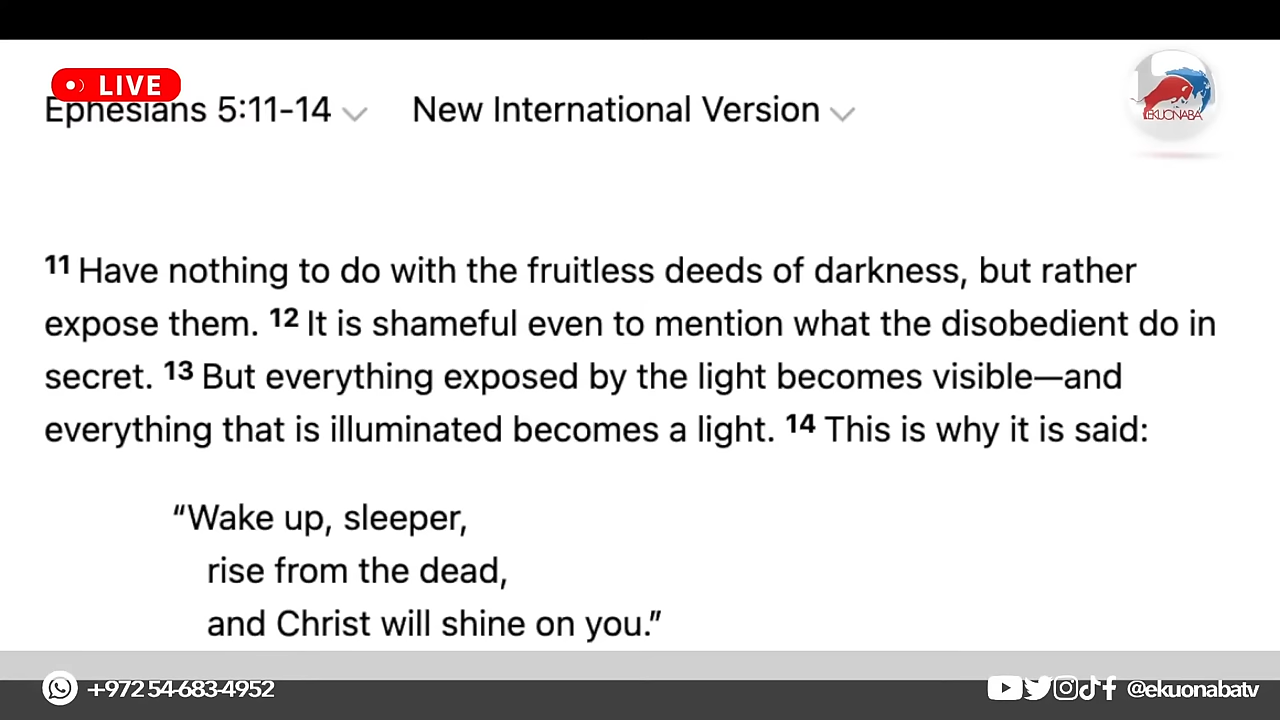 LIVE
Ephesians 5:11-14 New International Version
EKUONABA
11 Have nothing to do with the fruitless deeds of darkness, but rather
expose them. 12 It is shameful even to mention what the disobedient do in
secret. 13 But everything exposed by the light becomes visible—and
everything that is illuminated becomes a light. 14 This is why it is said:
“Wake up, sleeper,
rise from the dead,
and Christ will shine on you.”
+972 54-683-4952
@ekuonabatv